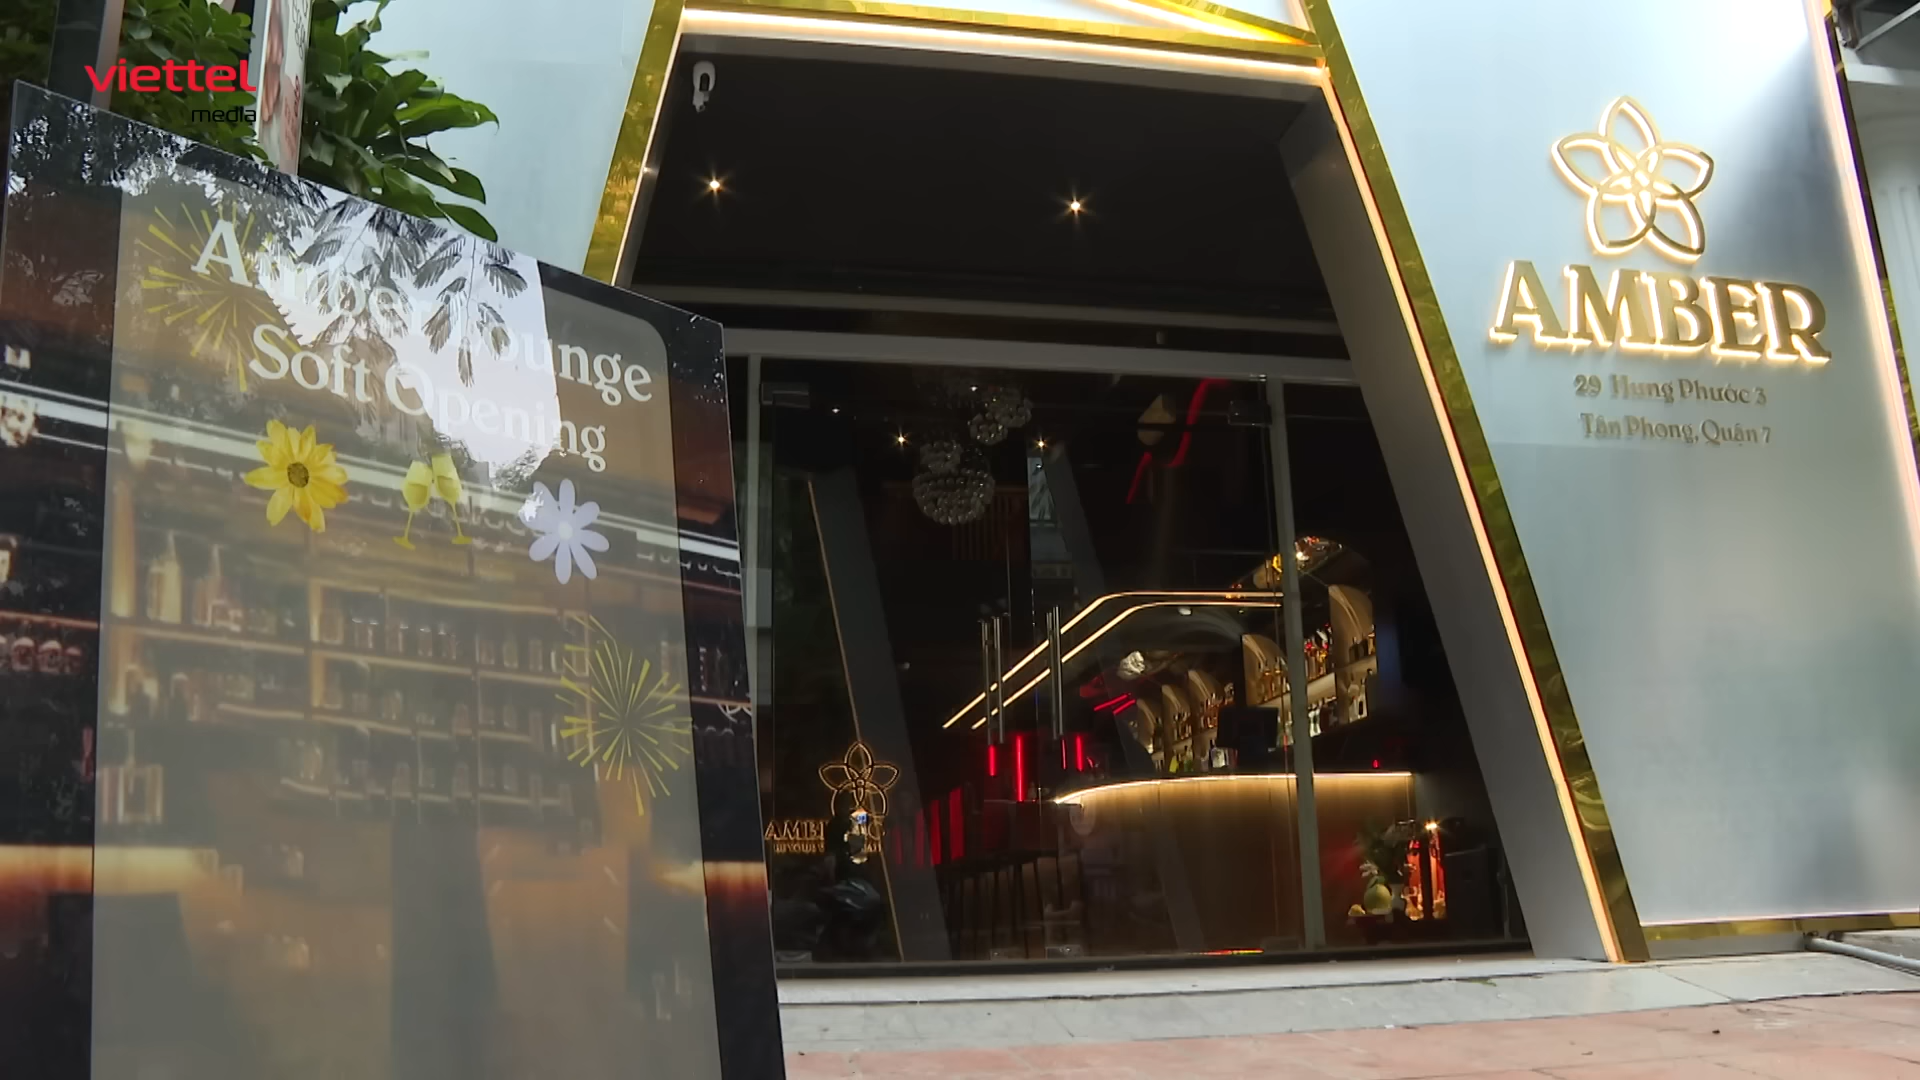 viettel
media
Amber Lounge
Soft Opening
AMBER
29 Hưng Phước 3
Tân Phong, Quận 7